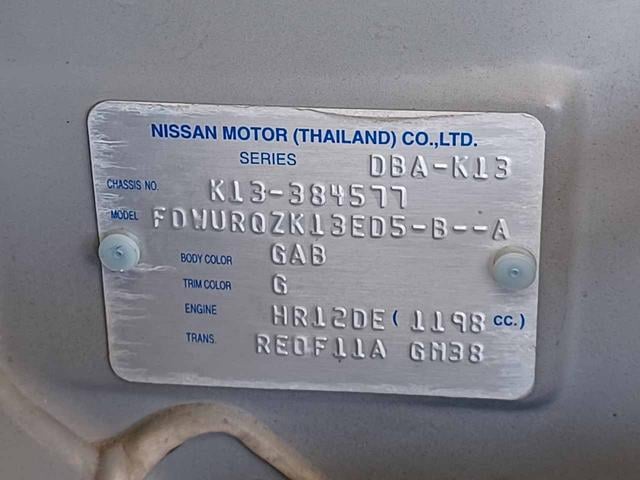 NISSAN MOTOR (THAILAND) CO.,LTD.
SERIES DBA-K13
CHASSIS NO. K13-384577
MODEL FDWURQZK13ED5-B--A
BODY COLOR GAB
TRIM COLOR G
ENGINE HR12DE ( 1198 CC.)
TRANS. RE0F11A GM38